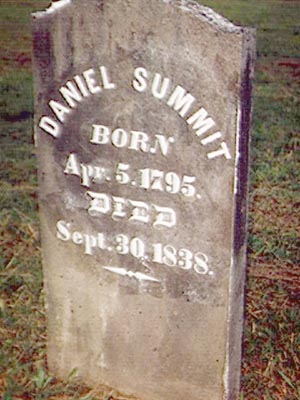 DANIEL SUMMIT
BORN
Apr. 5. 1795.
DIED
Sept. 30, 1838.